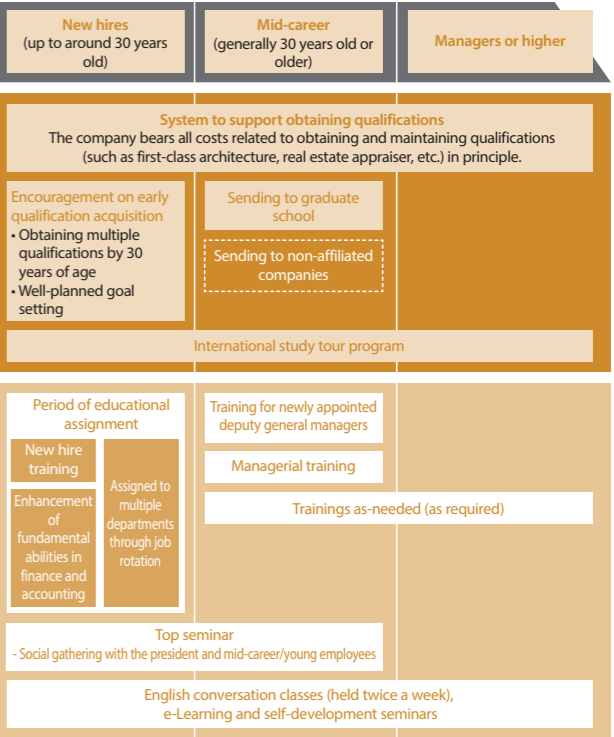 New hires
(up to around 30 years
old)
Mid-career
(generally 30 years old or
older)
Managers or higher
System to support obtaining qualifications
The company bears all costs related to obtaining and maintaining qualifications
(such as first-class architecture, real estate appraiser, etc.) in principle.
Encouragement on early
qualification acquisition
• Obtaining multiple
qualifications by 30
years of age
• Well-planned goal
setting
Sending to graduate
school
Sending to non-affiliated
companies
International study tour program
Period of educational
assignment
New hire
training
Enhancement
of
fundamental
abilities in
finance and
accounting
Assigned to
multiple
departments
through job
rotation
Training for newly appointed
deputy general managers
Managerial training
Trainings as-needed (as required)
Top seminar
- Social gathering with the president and mid-career/young employees
English conversation classes (held twice a week),
e-Learning and self-development seminars